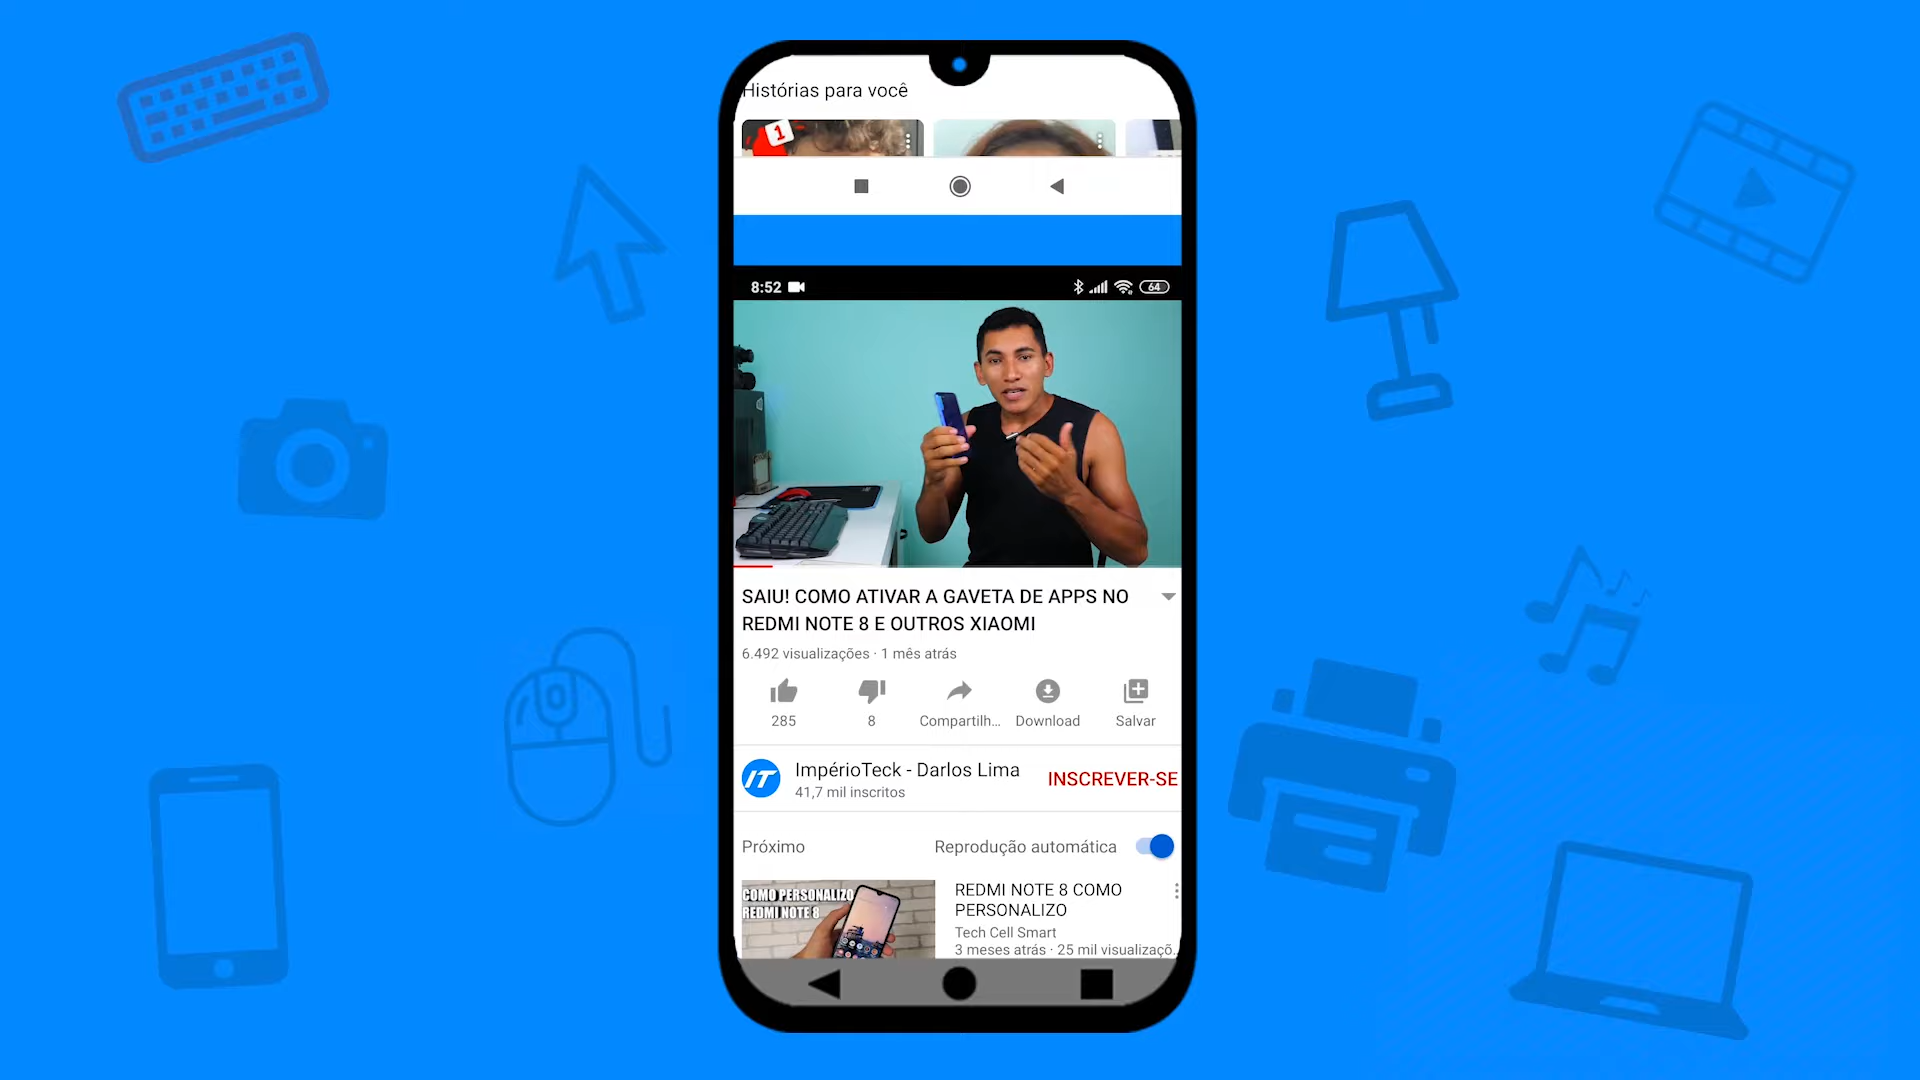 Histórias para você
1
8:52
64
SAIU! COMO ATIVAR A GAVETA DE APPS NO
REDMI NOTE 8 E OUTROS XIAOMI
6.492 visualizações · 1 mês atrás
285
8
Compartilh...
Download
Salvar
IT
ImpérioTeck - Darlos Lima
41,7 mil inscritos
INSCREVER-SE
Próximo
Reprodução automática
COMO PERSONALIZO
REDMI NOTE 8
REDMI NOTE 8 COMO
PERSONALIZO
Tech Cell Smart
3 meses atrás · 25 mil visualizaçõ...